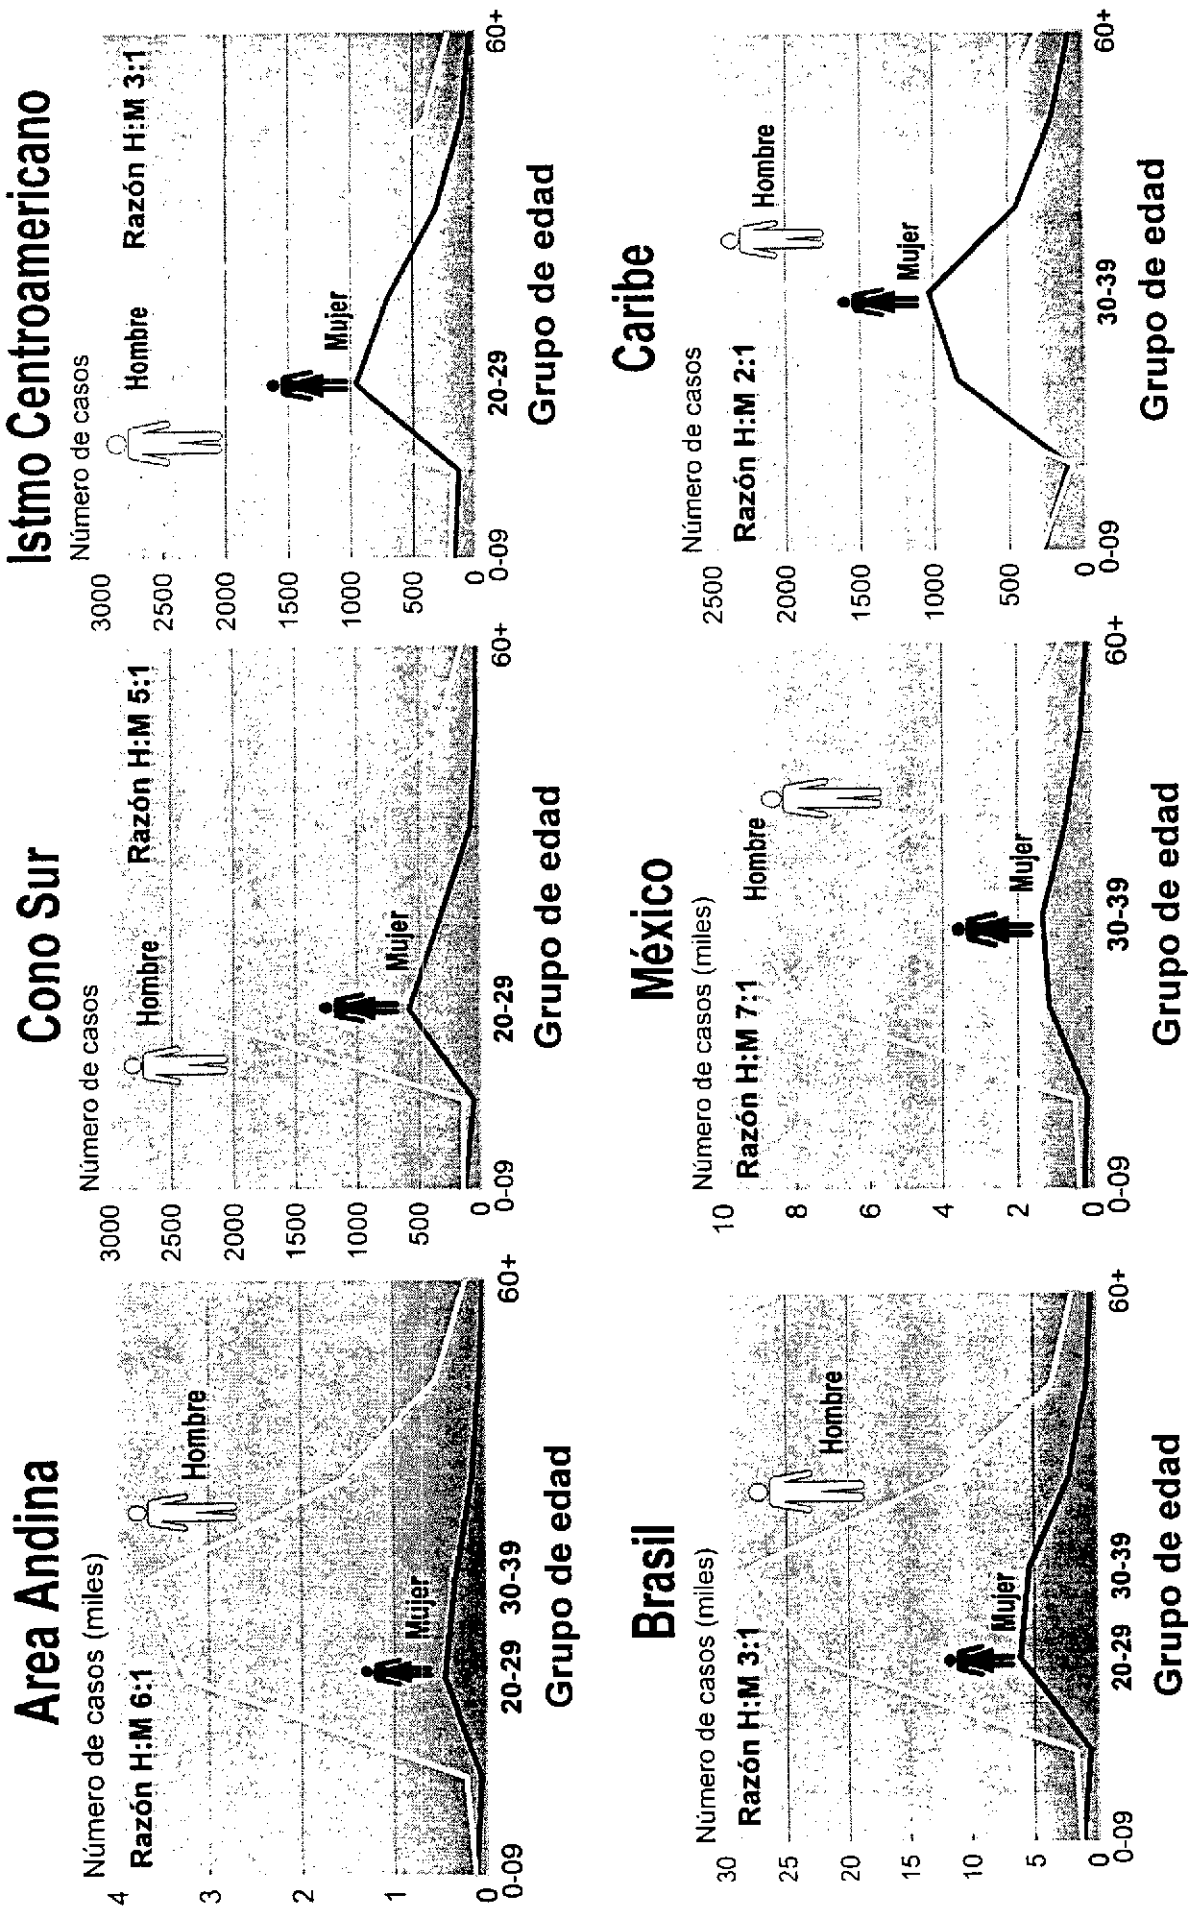 Area Andina
Número de casos (miles)
Razón H:M 6:1
4
3
2
1
0
Hombre
Mujer
0-09
20-29
30-39
60+
Grupo de edad
Cono Sur
Número de casos
Razón H:M 5:1
3000
2500
2000
1500
1000
500
0
Hombre
Mujer
0-09
20-29
60+
Grupo de edad
Istmo Centroamericano
Número de casos
Razón H:M 3:1
3000
2500
2000
1500
1000
500
0
Hombre
Mujer
0-09
20-29
60+
Grupo de edad
Brasil
Número de casos (miles)
Razón H:M 3:1
30
25
20
15
10
5
0
Hombre
Mujer
0-09
20-29
30-39
60+
Grupo de edad
México
Número de casos (miles)
Razón H:M 7:1
10
8
6
4
2
0
Hombre
Mujer
0-09
30-39
60+
Grupo de edad
Caribe
Número de casos
Razón H:M 2:1
2500
2000
1500
1000
500
0
Hombre
Mujer
0-09
30-39
60+
Grupo de edad